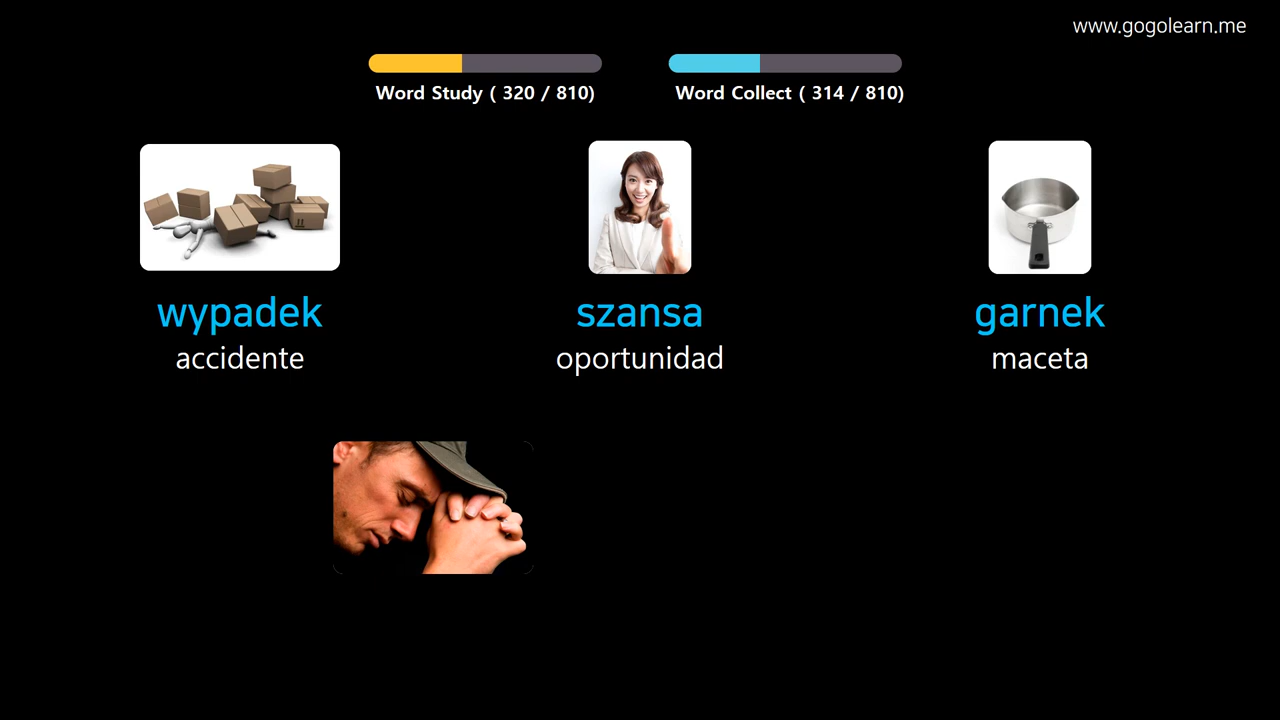 www.gogolearn.me
Word Study ( 320 / 810)
Word Collect ( 314 / 810)
wypadek
accidente
szansa
oportunidad
garnek
maceta